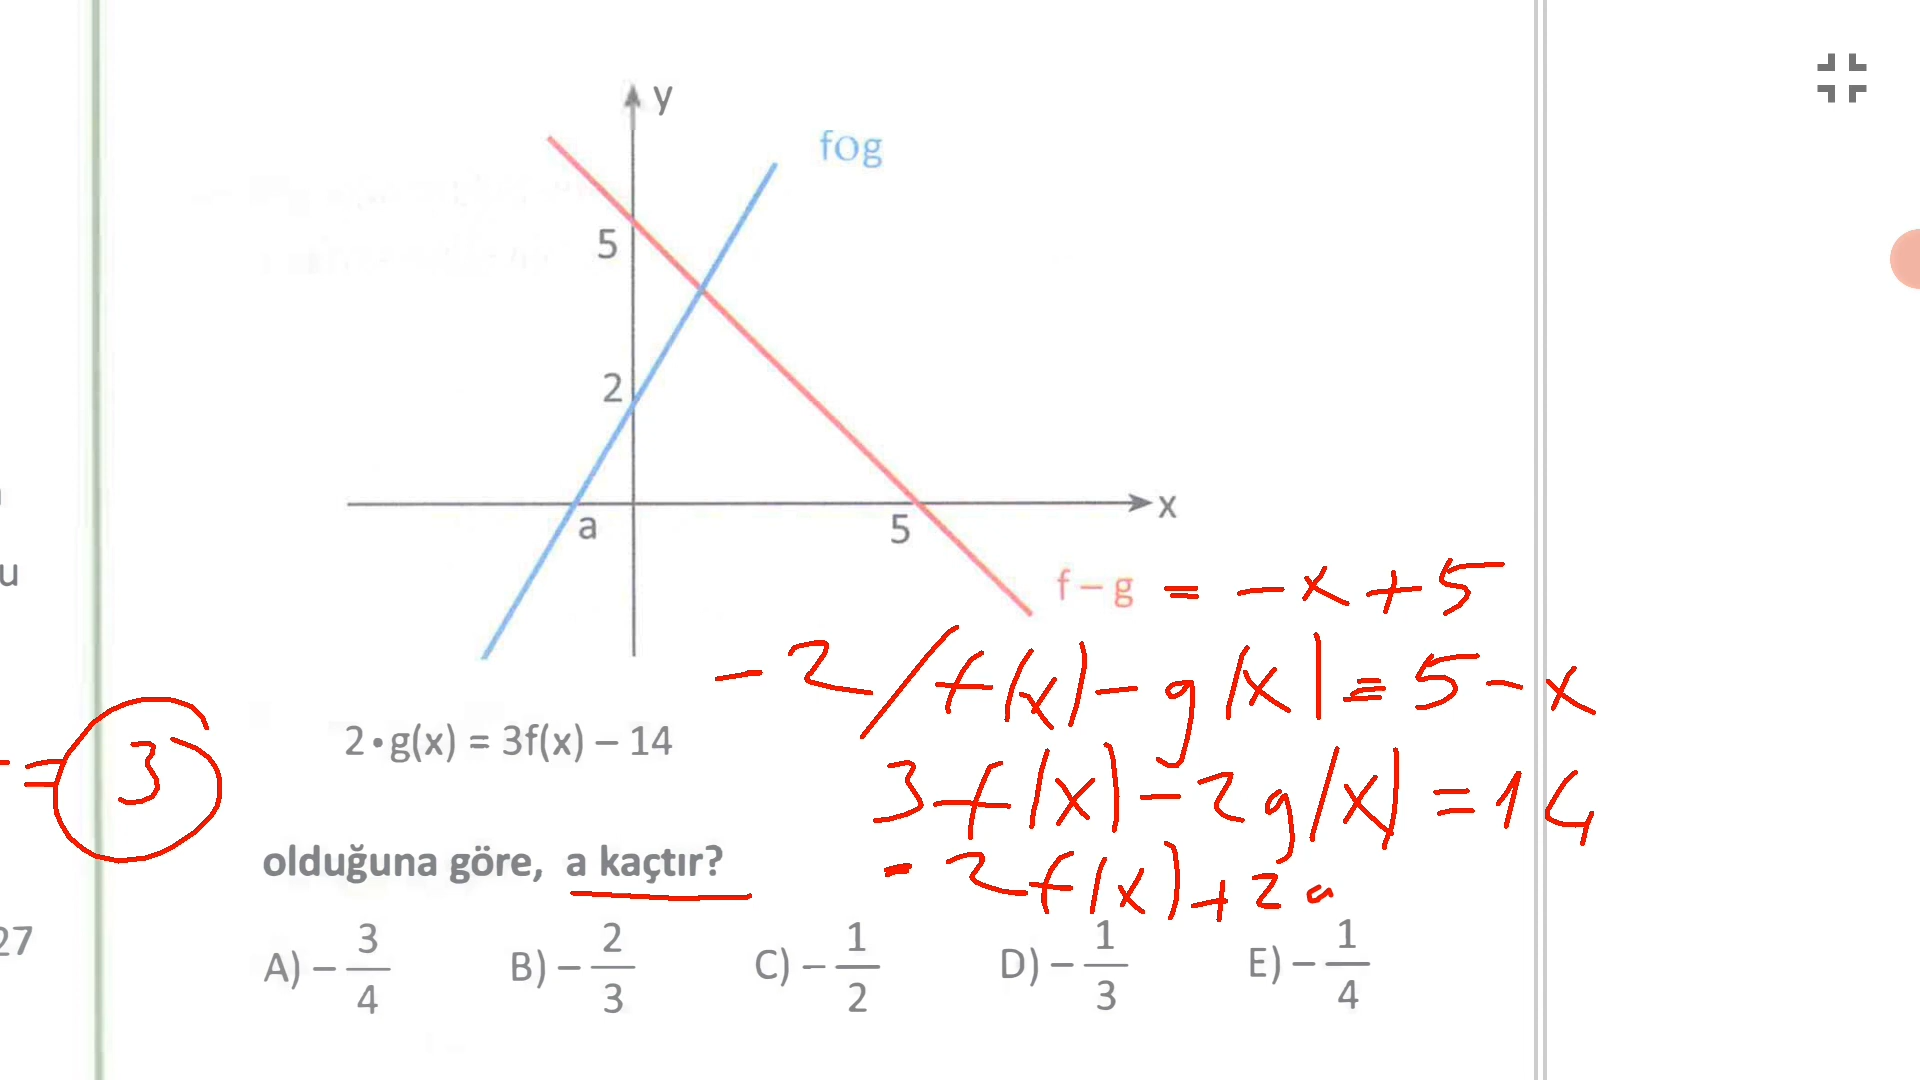 y
fog
5
2
a
5
x
f – g = -x+5
-2/f(x)-g(x)=5-x
2•g(x) = 3f(x) – 14
3f(x)-2g(x)=14
= 3
olduğuna göre, a kaçtır?
-2f(x)+2
A) – 3/4 B) – 2/3 C) – 1/2 D) – 1/3 E) – 1/4
u
27